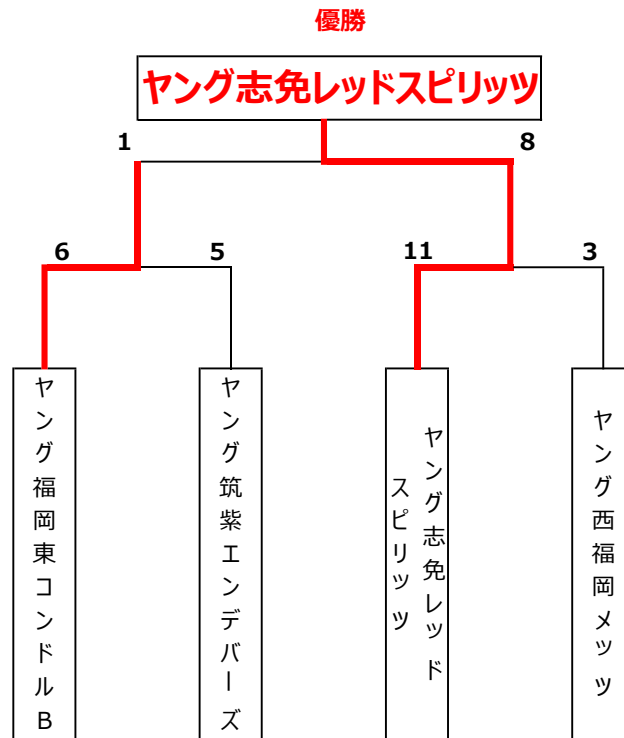 優勝
ヤング志免レッドスピリッツ
1
8
6
5
11
3
ヤング福岡東コンドルB
ヤング筑紫エンデバーズ
ヤング志免レッド
スピリッツ
ヤング西福岡メッツ